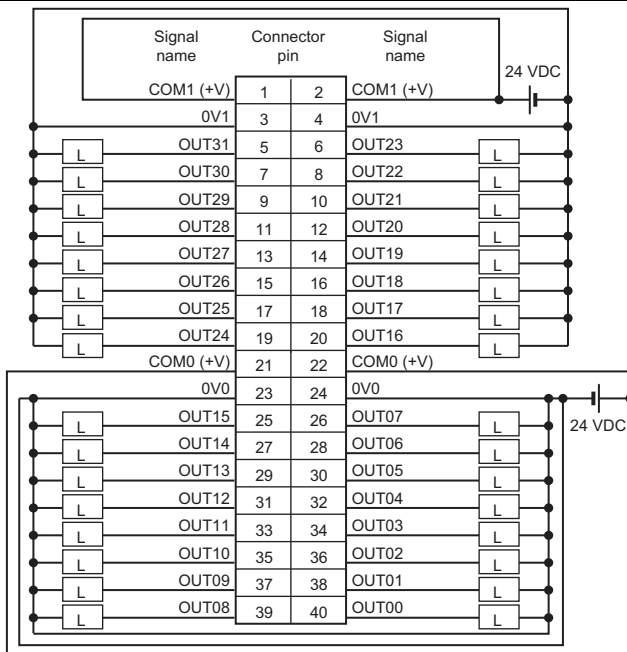 Signal name Connector pin Signal name
24 VDC
COM1 (+V) 1 2 COM1 (+V)
0V1 3 4 0V1
L OUT31 5 6 OUT23 L
L OUT30 7 8 OUT22 L
L OUT29 9 10 OUT21 L
L OUT28 11 12 OUT20 L
L OUT27 13 14 OUT19 L
L OUT26 15 16 OUT18 L
L OUT25 17 18 OUT17 L
L OUT24 19 20 OUT16 L
COM0 (+V) 21 22 COM0 (+V)
0V0 23 24 0V0
L OUT15 25 26 OUT07 L 24 VDC
L OUT14 27 28 OUT06 L
L OUT13 29 30 OUT05 L
L OUT12 31 32 OUT04 L
L OUT11 33 34 OUT03 L
L OUT10 35 36 OUT02 L
L OUT09 37 38 OUT01 L
L OUT08 39 40 OUT00 L